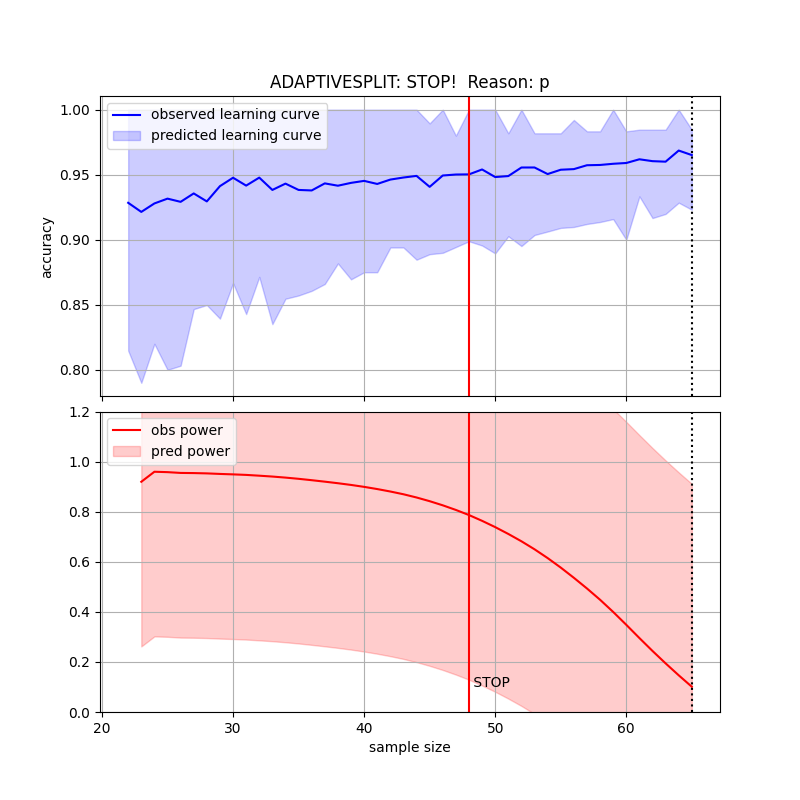 ADAPTIVESPLIT: STOP!  Reason: p
observed learning curve
predicted learning curve
1.00
0.95
0.90
0.85
0.80
accuracy
obs power
pred power
1.2
1.0
0.8
0.6
0.4
0.2
0.0
STOP
20 30 40 50 60
sample size